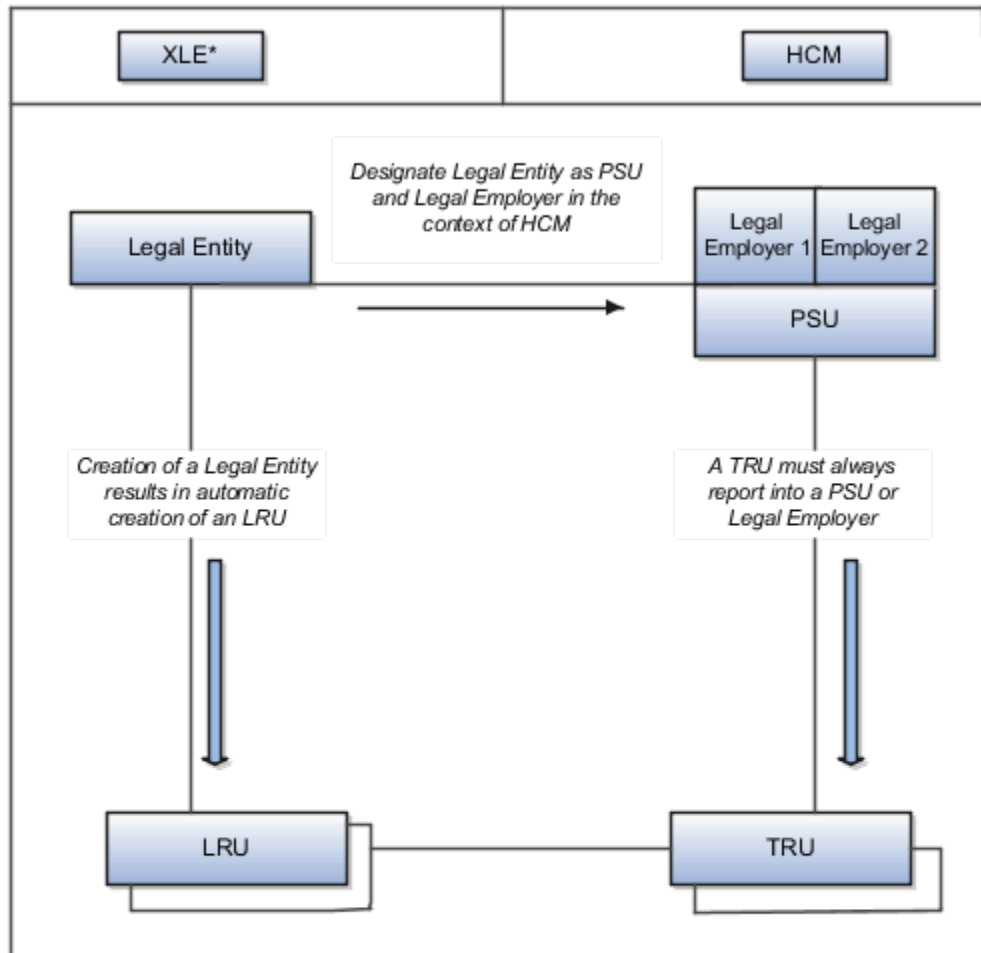 XLE*
HCM
Designate Legal Entity as PSU
and Legal Employer in the
context of HCM
Legal Entity
Legal
Employer 1
Legal
Employer 2
PSU
Creation of a Legal Entity
results in automatic
creation of an LRU
A TRU must always
report into a PSU or
Legal Employer
LRU
TRU